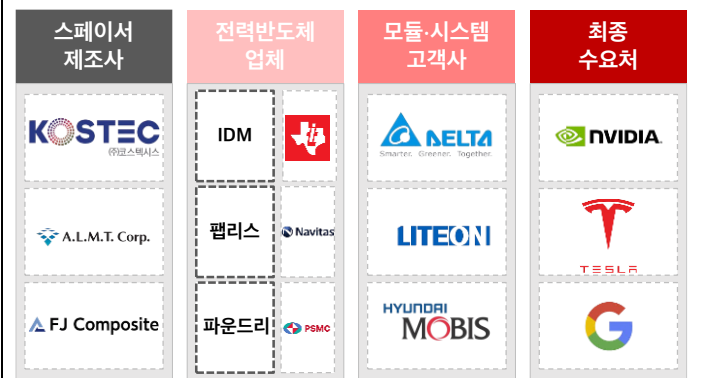 스페이서
제조사
전력반도체
업체
모듈·시스템
고객사
최종
수요처
KOSTEC
㈜코스텍시스
IDM
DELTA
Smarter. Greener. Together.
NVIDIA.
A.L.M.T. Corp.
팹리스
Navitas
LITEON
TESLA
FJ Composite
파운드리
PSMC
HYUNDAI
MOBIS